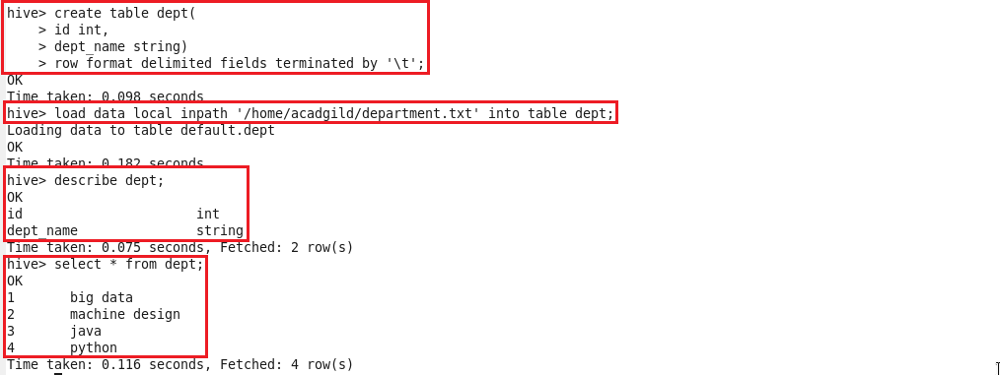 hive> create table dept(
    > id int,
    > dept_name string)
    > row format delimited fields terminated by '\t';
OK
Time taken: 0.098 seconds
hive> load data local inpath '/home/acadgild/department.txt' into table dept;
Loading data to table default.dept
OK
Time taken: 0.182 seconds
hive> describe dept;
OK
id                      int
dept_name               string
Time taken: 0.075 seconds, Fetched: 2 row(s)
hive> select * from dept;
OK
1       big data
2       machine design
3       java
4       python
Time taken: 0.116 seconds, Fetched: 4 row(s)